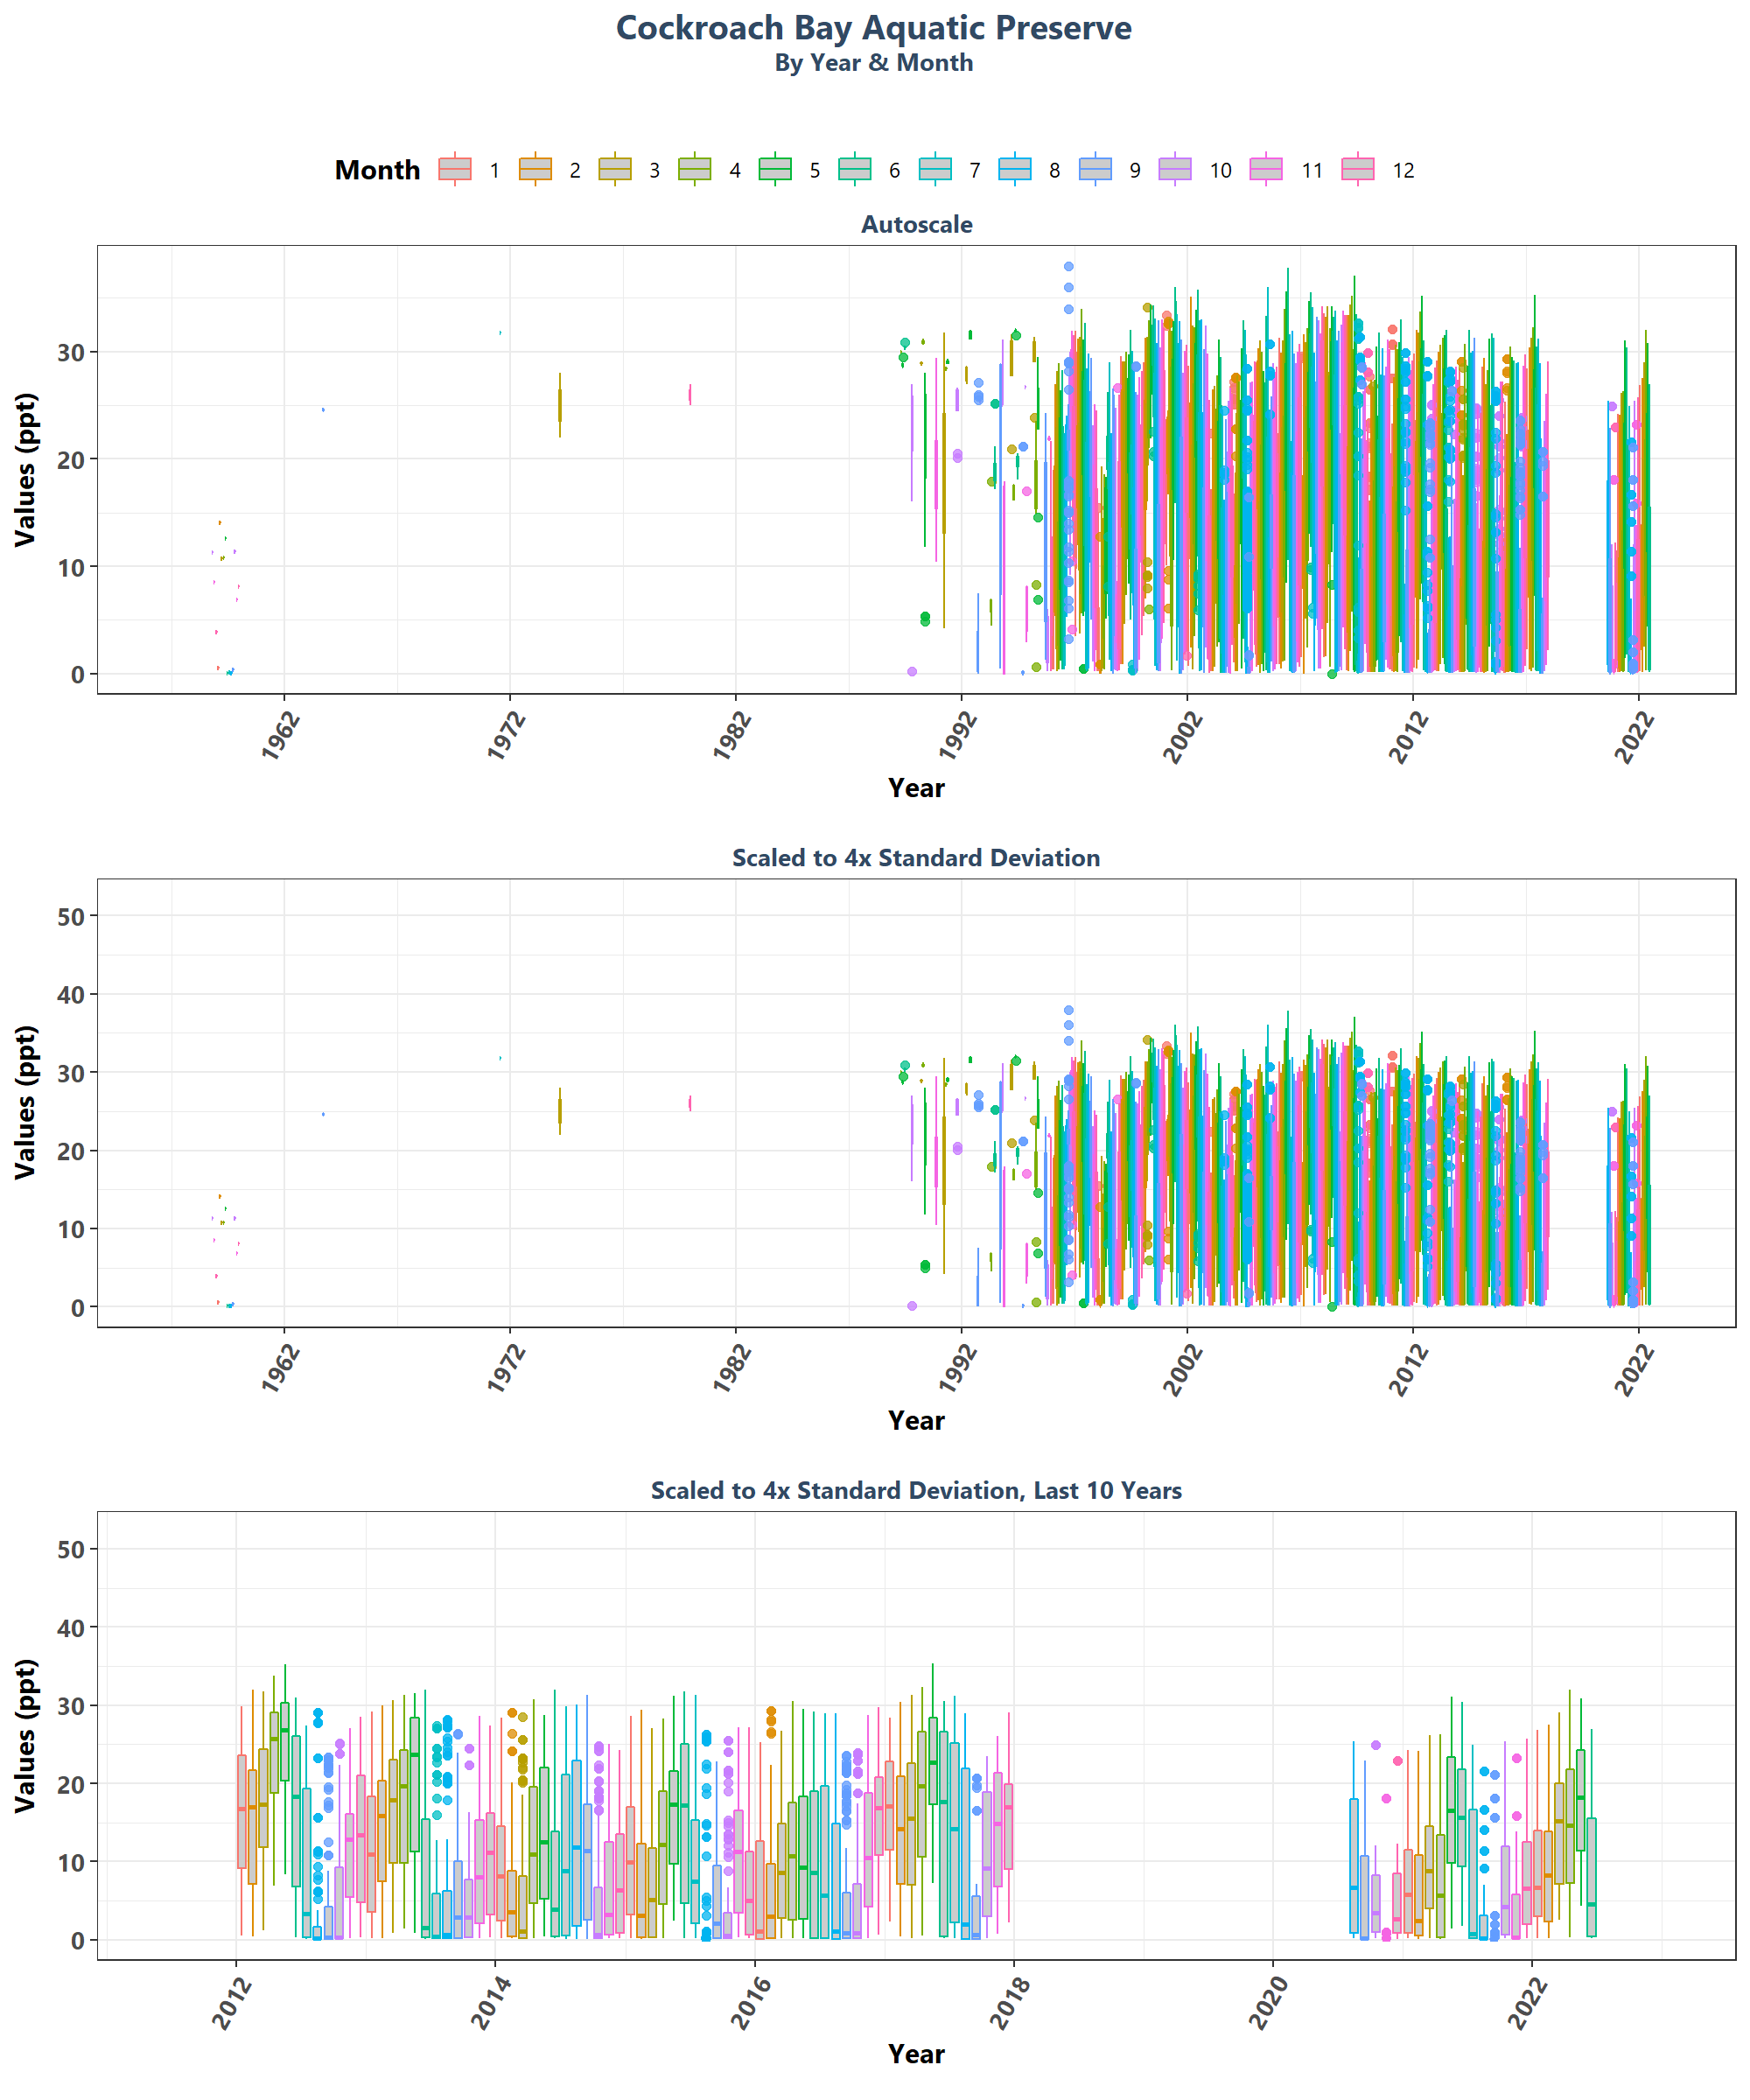 Cockroach Bay Aquatic Preserve
By Year & Month
Month 1 2 3 4 5 6 7 8 9 10 11 12
Autoscale
Values (ppt)
30
20
10
0
1962 1972 1982 1992 2002 2012 2022
Year
Scaled to 4x Standard Deviation
Values (ppt)
50
40
30
20
10
0
1962 1972 1982 1992 2002 2012 2022
Year
Scaled to 4x Standard Deviation, Last 10 Years
Values (ppt)
50
40
30
20
10
0
2012 2014 2016 2018 2020 2022
Year